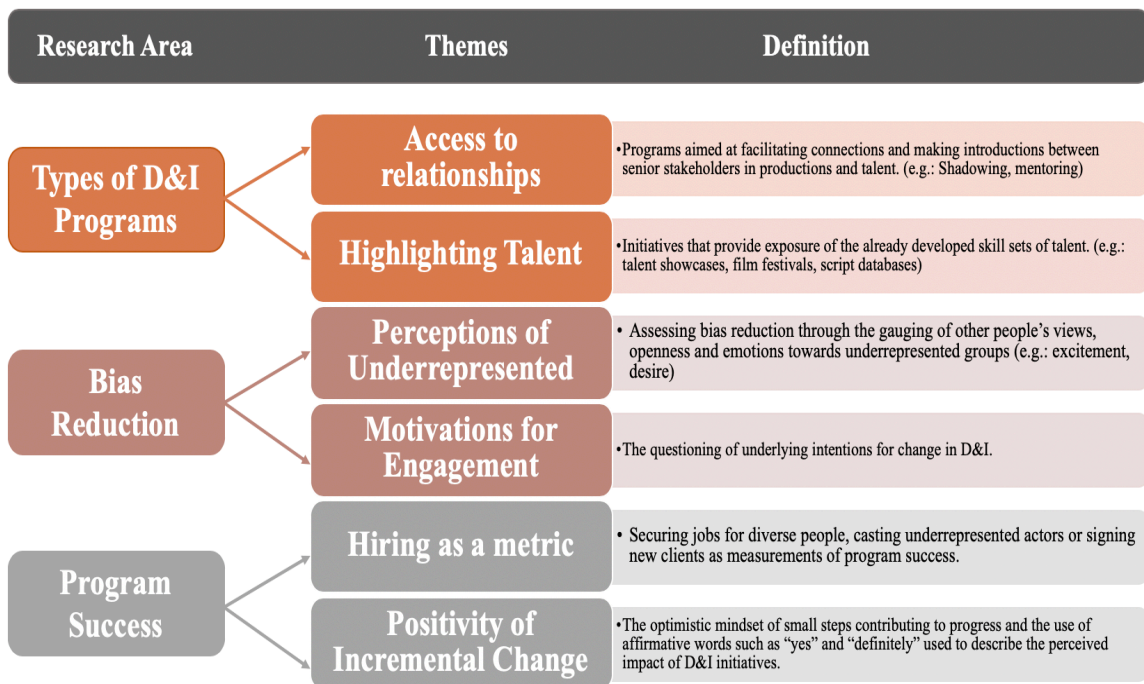 Research Area
Themes
Definition
Types of D&I
Programs
Access to
relationships
•Programs aimed at facilitating connections and making introductions between
senior stakeholders in productions and talent. (e.g.: Shadowing, mentoring)
Highlighting Talent
•Initiatives that provide exposure of the already developed skill sets of talent. (e.g.:
talent showcases, film festivals, script databases)
Bias
Reduction
Perceptions of
Underrepresented
• Assessing bias reduction through the gauging of other people’s views,
openness and emotions towards underrepresented groups (e.g.: excitement,
desire)
Motivations for
Engagement
•The questioning of underlying intentions for change in D&I.
Program
Success
Hiring as a metric
• Securing jobs for diverse people, casting underrepresented actors or signing
new clients as measurements of program success.
Positivity of
Incremental Change
•The optimistic mindset of small steps contributing to progress and the use of
affirmative words such as “yes” and “definitely” used to describe the perceived
impact of D&I initiatives.